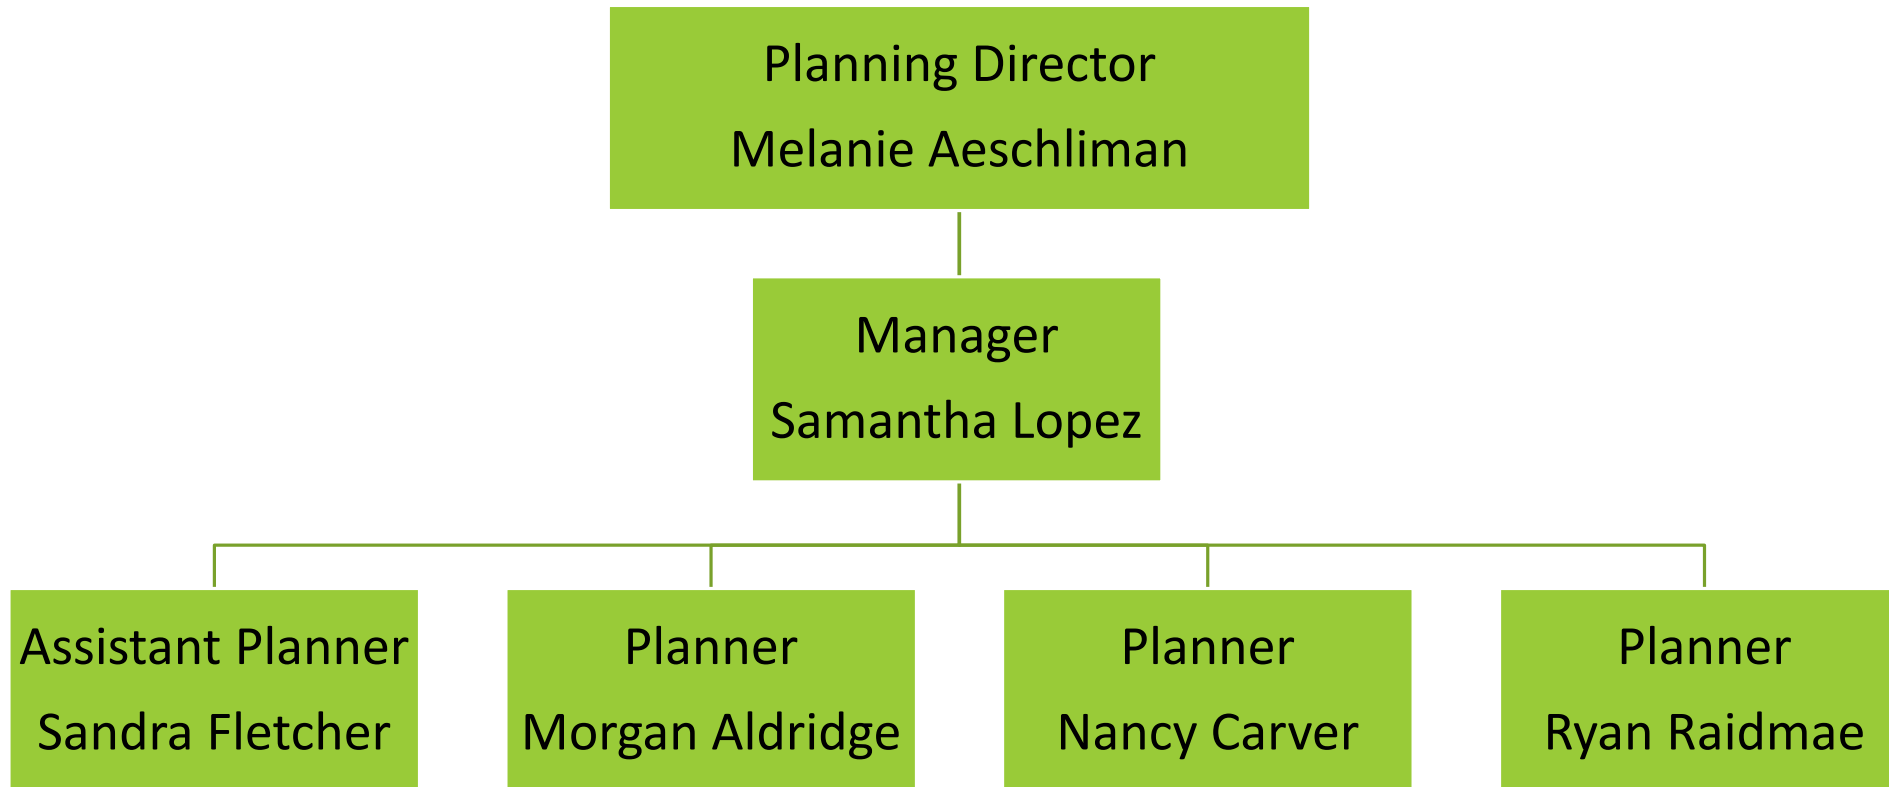 Planning Director
Melanie Aeschliman
Manager
Samantha Lopez
Assistant Planner
Sandra Fletcher
Planner
Morgan Aldridge
Planner
Nancy Carver
Planner
Ryan Raidmae